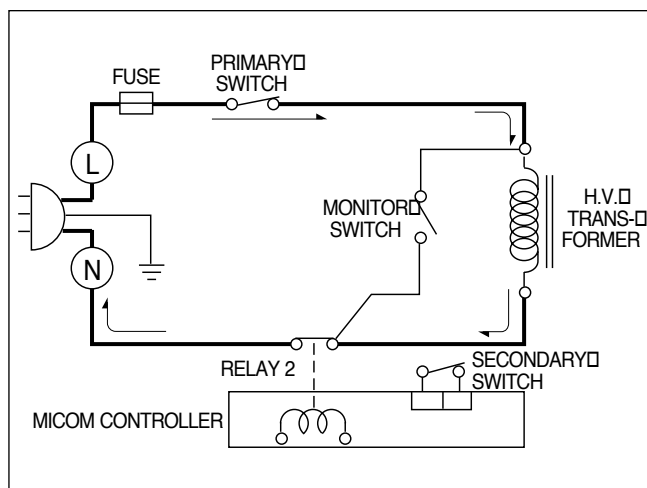 FUSE
PRIMARY□
SWITCH
L
MONITOR□
SWITCH
H.V.□
TRANS-□
FORMER
N
RELAY 2
SECONDARY□
SWITCH
MICOM CONTROLLER